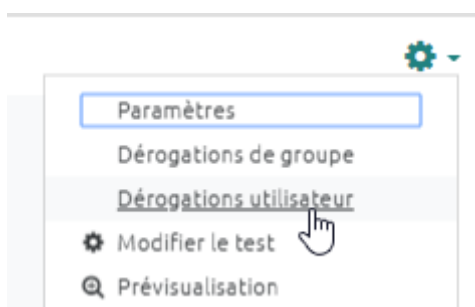 Paramètres
Dérogations de groupe
Dérogations utilisateur
Modifier le test
Prévisualisation